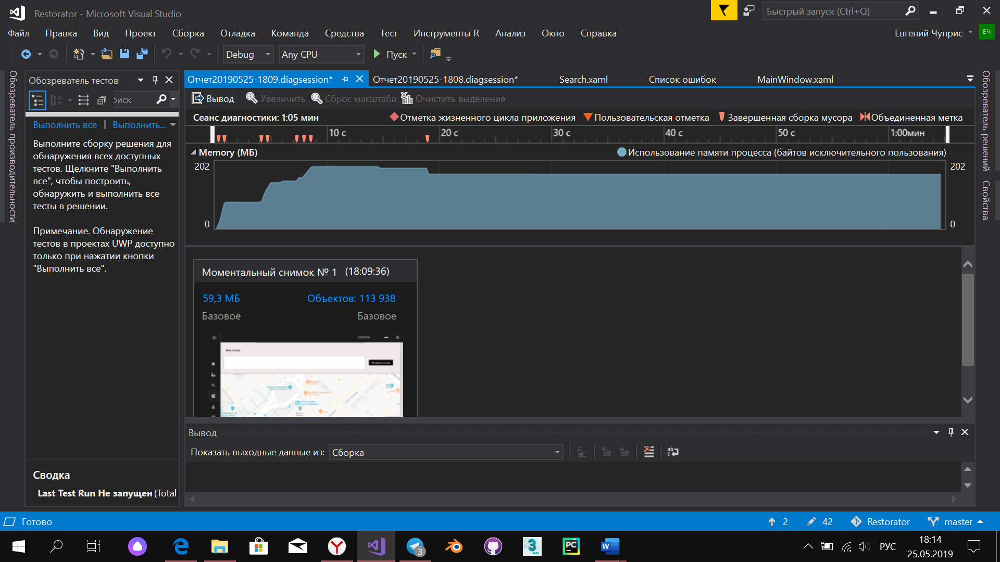 Restorator - Microsoft Visual Studio
Быстрый запуск (Ctrl+Q)
Файл Правка Вид Проект Сборка Отладка Команда Средства Тест Инструменты R Анализ Окно Справка
Евгений Чуприс
ЕЧ
Debug Any CPU Пуск
Обозреватель производительности
Обозреватель тестов
оиск
Выполнить все | Выполнить...
Выполните сборку решения для
обнаружения всех доступных
тестов. Щелкните "Выполнить
все", чтобы построить,
обнаружить и выполнить все
тесты в решении.
Примечание. Обнаружение
тестов в проектах UWP доступно
только при нажатии кнопки
"Выполнить все".
Сводка
Last Test Run Не запущен (Total
Отчет20190525-1809.diagsession* Отчет20190525-1808.diagsession* Search.xaml Список ошибок MainWindow.xaml
Вывод Увеличить Сброс масштаба Очистить выделение
Сеанс диагностики: 1:05 мин
Отметка жизненного цикла приложения Пользовательская отметка Завершенная сборка мусора Объединенная метка
10 с 20 с 30 с 40 с 50 с 1:00мин
Memory (МБ)
Использование памяти процесса (байтов исключительного пользования)
202 202
0 0
Моментальный снимок № 1 (18:09:36)
59,3 МБ Объектов: 113 938
Базовое Базовое
Unknow
Ваш отзыв
Вывод
Показать выходные данные из: Сборка
Обозреватель решений
Свойства
Готово
2 42 Restorator master
3
3
MAX
PC
W
РУС
18:14
25.05.2019